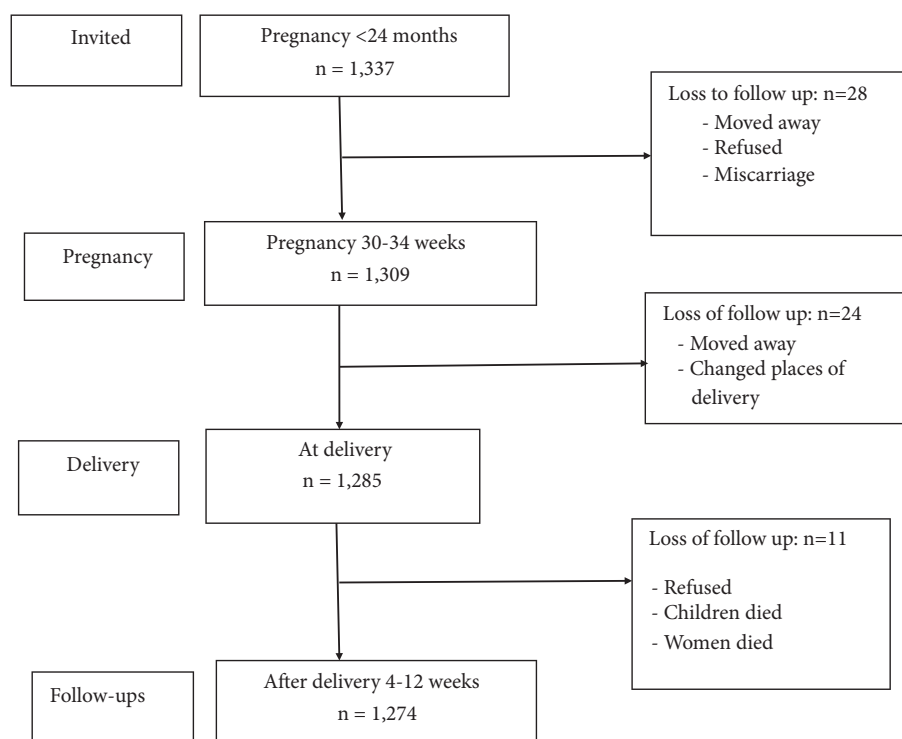 Invited
Pregnancy <24 months
n = 1,337
Loss to follow up: n=28
- Moved away
- Refused
- Miscarriage
Pregnancy
Pregnancy 30-34 weeks
n = 1,309
Loss of follow up: n=24
- Moved away
- Changed places of
delivery
Delivery
At delivery
n = 1,285
Loss of follow up: n=11
- Refused
- Children died
- Women died
Follow-ups
After delivery 4-12 weeks
n = 1,274